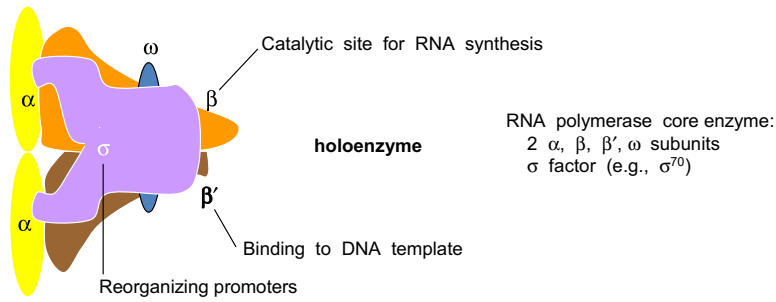 ω
Catalytic site for RNA synthesis
α
β
RNA polymerase core enzyme:
2 α, β, β′, ω subunits
σ factor (e.g., σ⁷⁰)
holoenzyme
σ
β′
α
Binding to DNA template
Reorganizing promoters